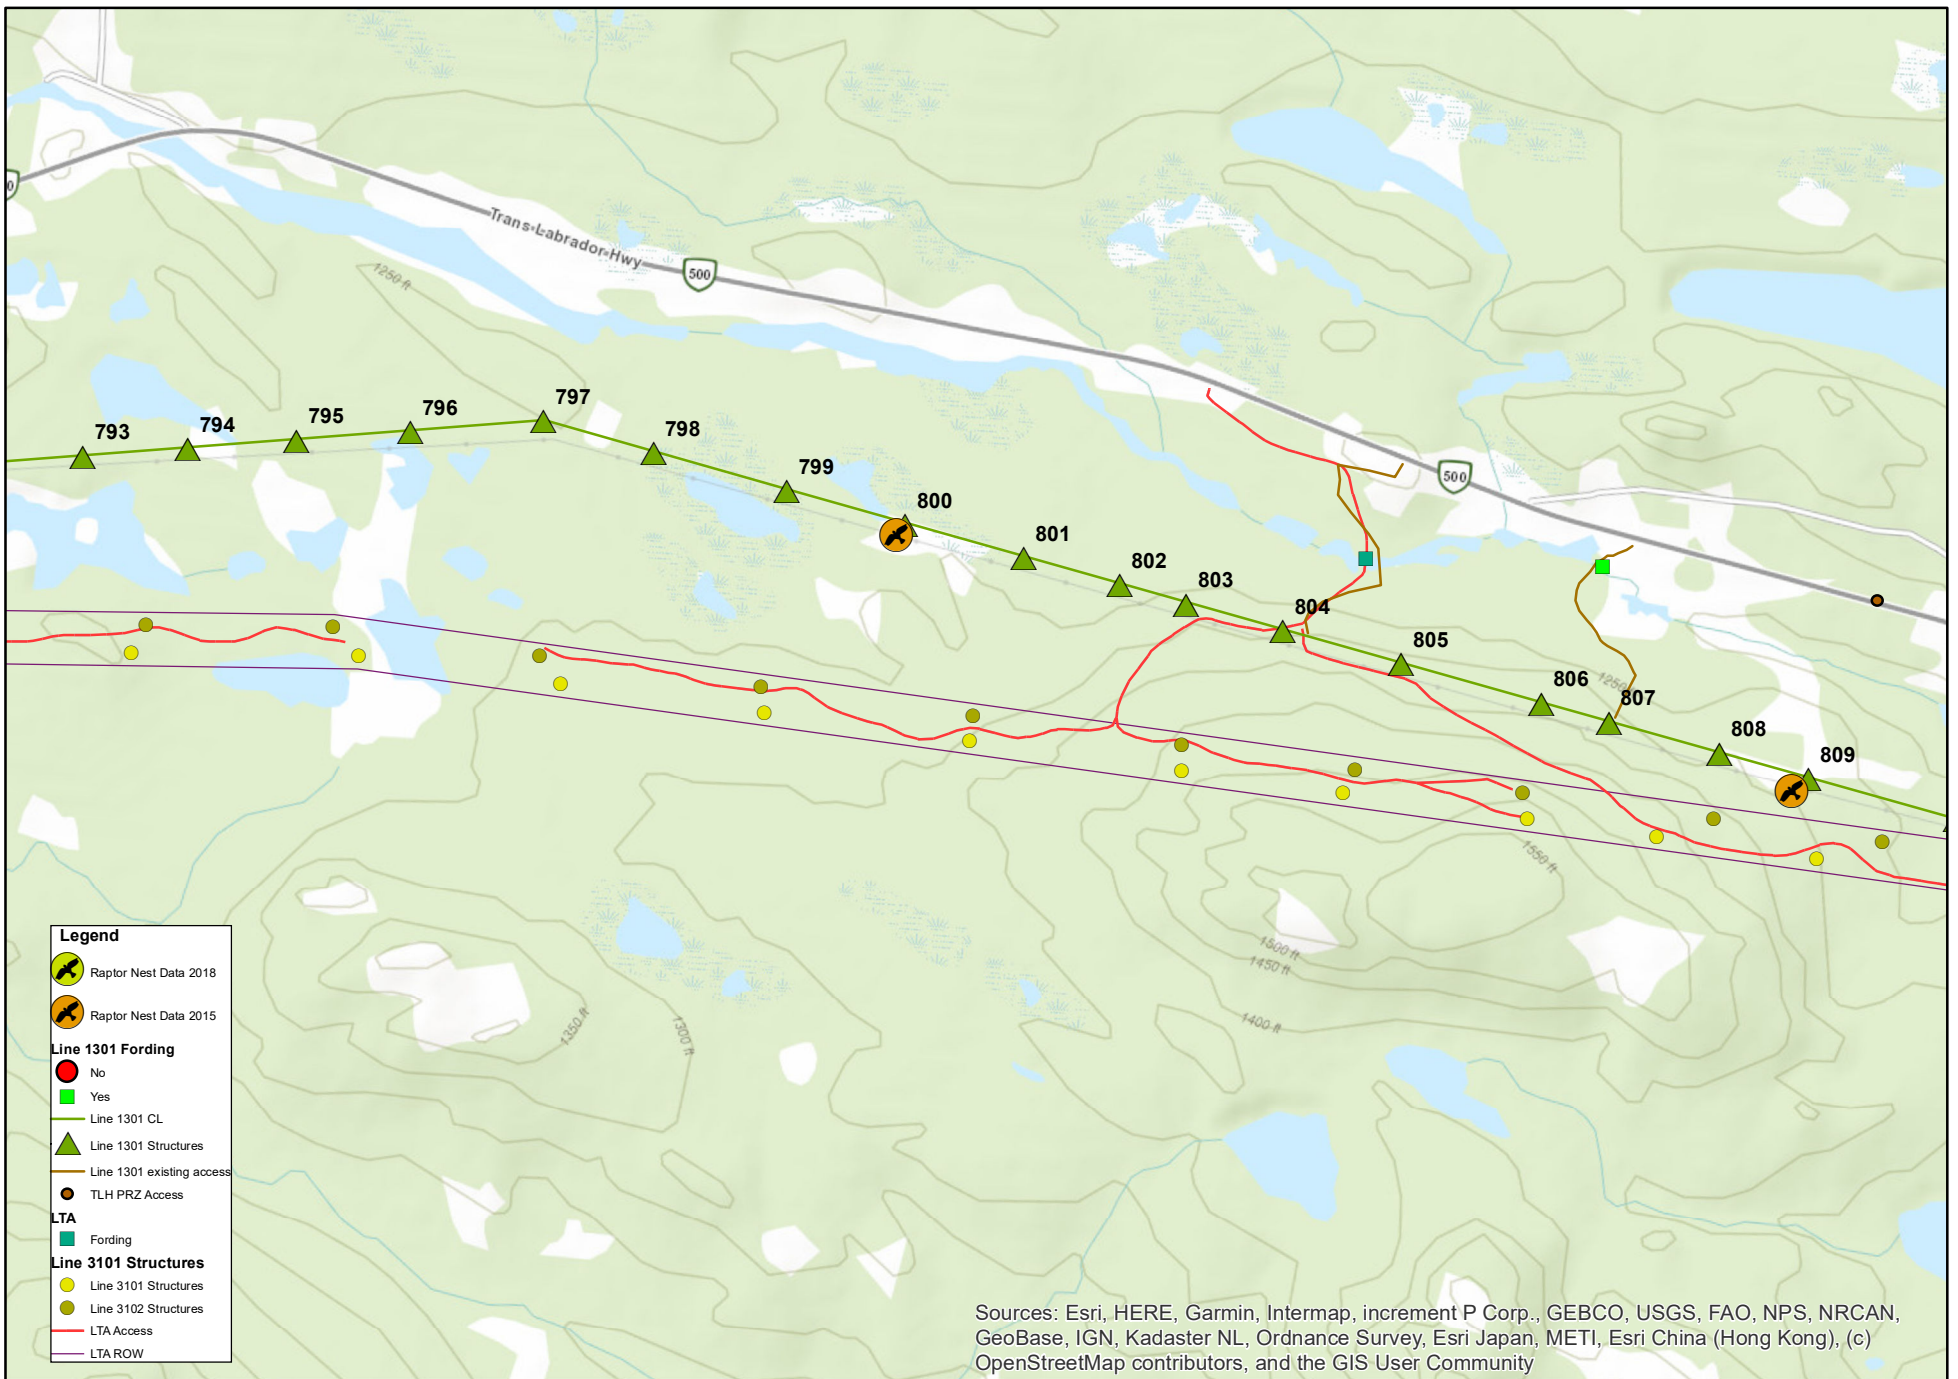 0
Trans-Labrador-Hwy
500
1250 ft
793
794
795
796
797
798
799
800
801
802
803
804
805
806
807
808
809
500
1250
1550 ft
1500 ft
1450 ft
1400 ft
1350 ft
1300 ft
Legend
Raptor Nest Data 2018
Raptor Nest Data 2015
Line 1301 Fording
No
Yes
Line 1301 CL
Line 1301 Structures
Line 1301 existing access
TLH PRZ Access
LTA
Fording
Line 3101 Structures
Line 3101 Structures
Line 3102 Structures
LTA Access
LTA ROW
Sources: Esri, HERE, Garmin, Intermap, increment P Corp., GEBCO, USGS, FAO, NPS, NRCAN,
GeoBase, IGN, Kadaster NL, Ordnance Survey, Esri Japan, METI, Esri China (Hong Kong), (c)
OpenStreetMap contributors, and the GIS User Community